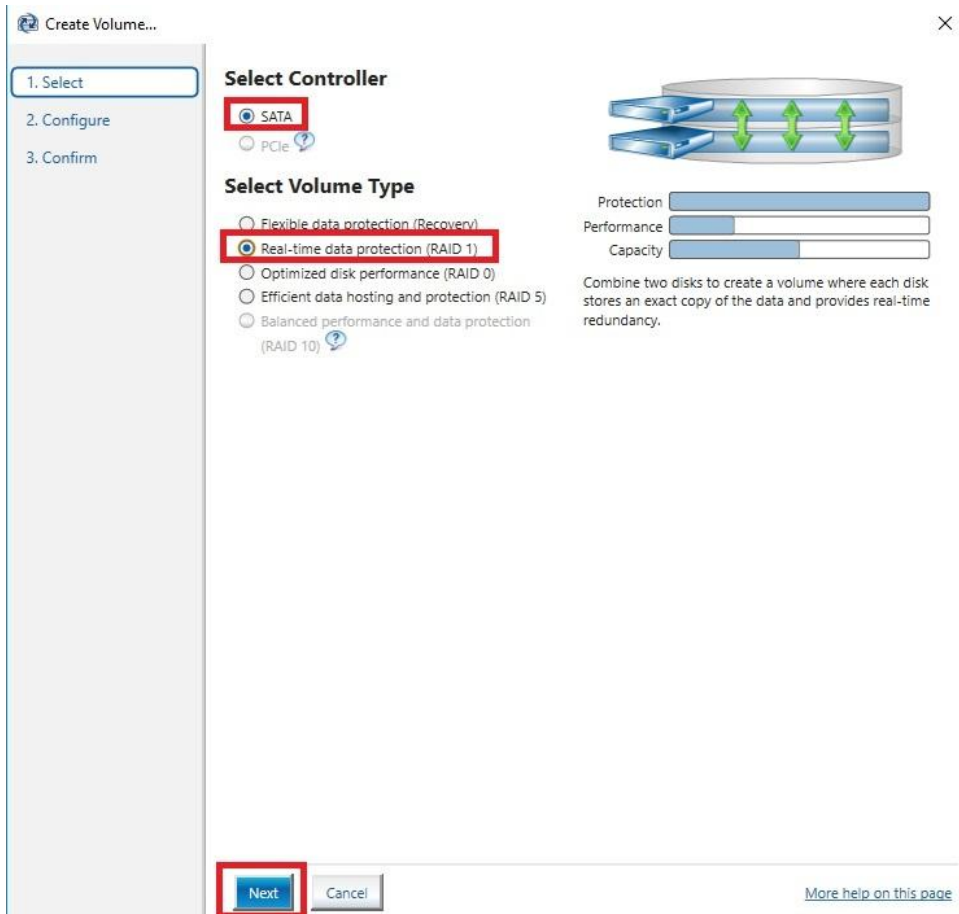 Create Volume...
1. Select
2. Configure
3. Confirm
Select Controller
SATA
PCIe
Select Volume Type
Flexible data protection (Recovery)
Real-time data protection (RAID 1)
Optimized disk performance (RAID 0)
Efficient data hosting and protection (RAID 5)
Balanced performance and data protection
(RAID 10)
Protection
Performance
Capacity
Combine two disks to create a volume where each disk
stores an exact copy of the data and provides real-time
redundancy.
Next
Cancel
More help on this page